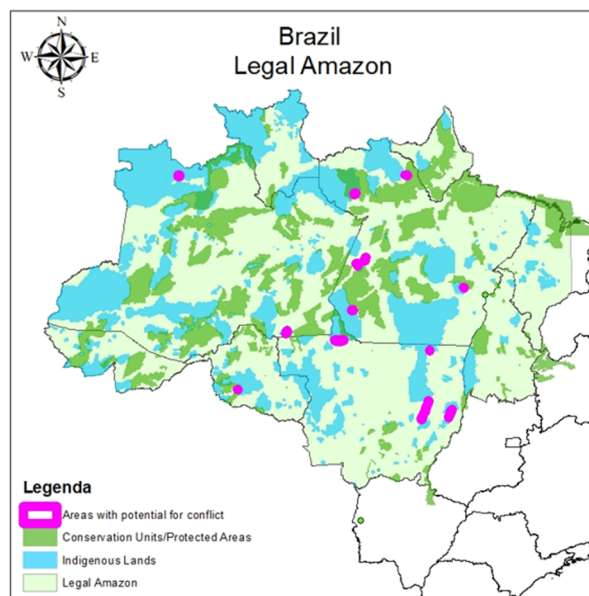 Brazil
Legal Amazon
N
W
E
S
Legenda
Areas with potential for conflict
Conservation Units/Protected Areas
Indigenous Lands
Legal Amazon